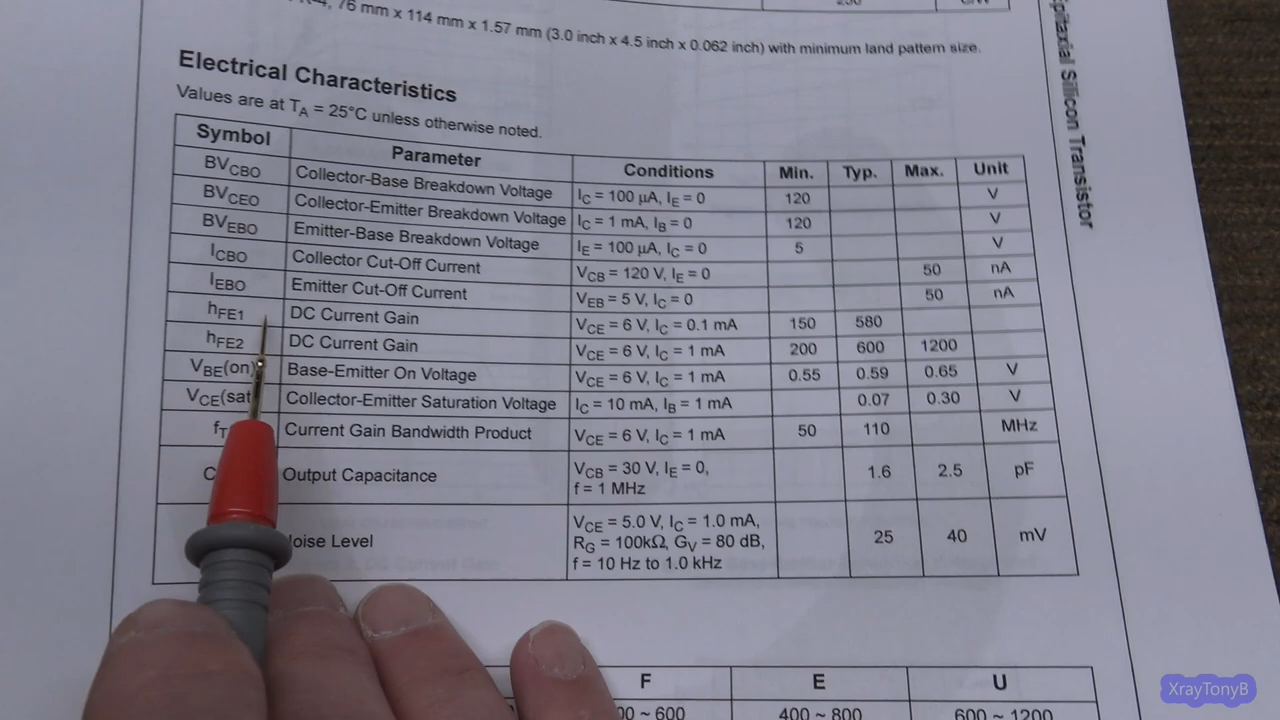 76 mm x 114 mm x 1.57 mm (3.0 inch x 4.5 inch x 0.062 inch) with minimum land pattern size.
Electrical Characteristics
Values are at TA = 25°C unless otherwise noted.
Symbol Parameter Conditions Min. Typ. Max. Unit
BVCBO Collector-Base Breakdown Voltage IC = 100 μA, IE = 0 120 V
BVCEO Collector-Emitter Breakdown Voltage IC = 1 mA, IB = 0 120 V
BVEBO Emitter-Base Breakdown Voltage IE = 100 μA, IC = 0 5 V
ICBO Collector Cut-Off Current VCB = 120 V, IE = 0 50 nA
IEBO Emitter Cut-Off Current VEB = 5 V, IC = 0 50 nA
hFE1 DC Current Gain VCE = 6 V, IC = 0.1 mA 150 580
hFE2 DC Current Gain VCE = 6 V, IC = 1 mA 200 600 1200
VBE(on) Base-Emitter On Voltage VCE = 6 V, IC = 1 mA 0.55 0.59 0.65 V
VCE(sat Collector-Emitter Saturation Voltage IC = 10 mA, IB = 1 mA 0.07 0.30 V
fT Current Gain Bandwidth Product VCE = 6 V, IC = 1 mA 50 110 MHz
C Output Capacitance VCB = 30 V, IE = 0, 1.6 2.5 pF
f = 1 MHz
VCE = 5.0 V, IC = 1.0 mA,
oise Level RG = 100kΩ, GV = 80 dB, 25 40 mV
f = 10 Hz to 1.0 kHz
F E U
00 ~ 600 400 ~ 800 600 ~ 1200
pitaxial Silicon Transistor
XrayTonyB